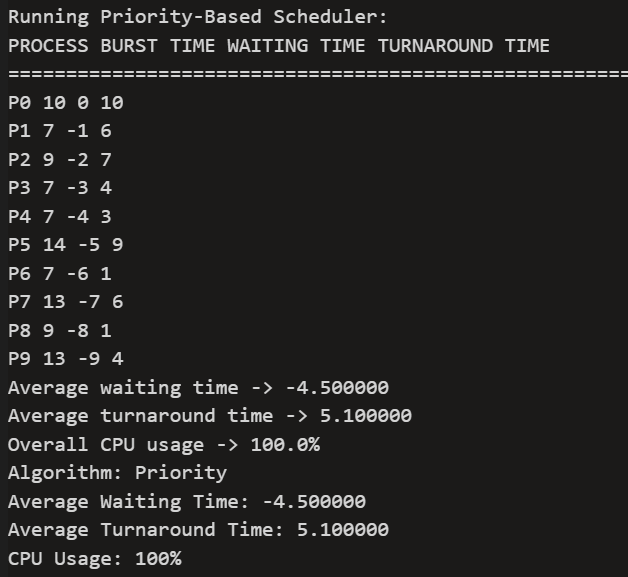 Running Priority-Based Scheduler:
PROCESS BURST TIME WAITING TIME TURNAROUND TIME
======================================================
P0 10 0 10
P1 7 -1 6
P2 9 -2 7
P3 7 -3 4
P4 7 -4 3
P5 14 -5 9
P6 7 -6 1
P7 13 -7 6
P8 9 -8 1
P9 13 -9 4
Average waiting time -> -4.500000
Average turnaround time -> 5.100000
Overall CPU usage -> 100.0%
Algorithm: Priority
Average Waiting Time: -4.500000
Average Turnaround Time: 5.100000
CPU Usage: 100%